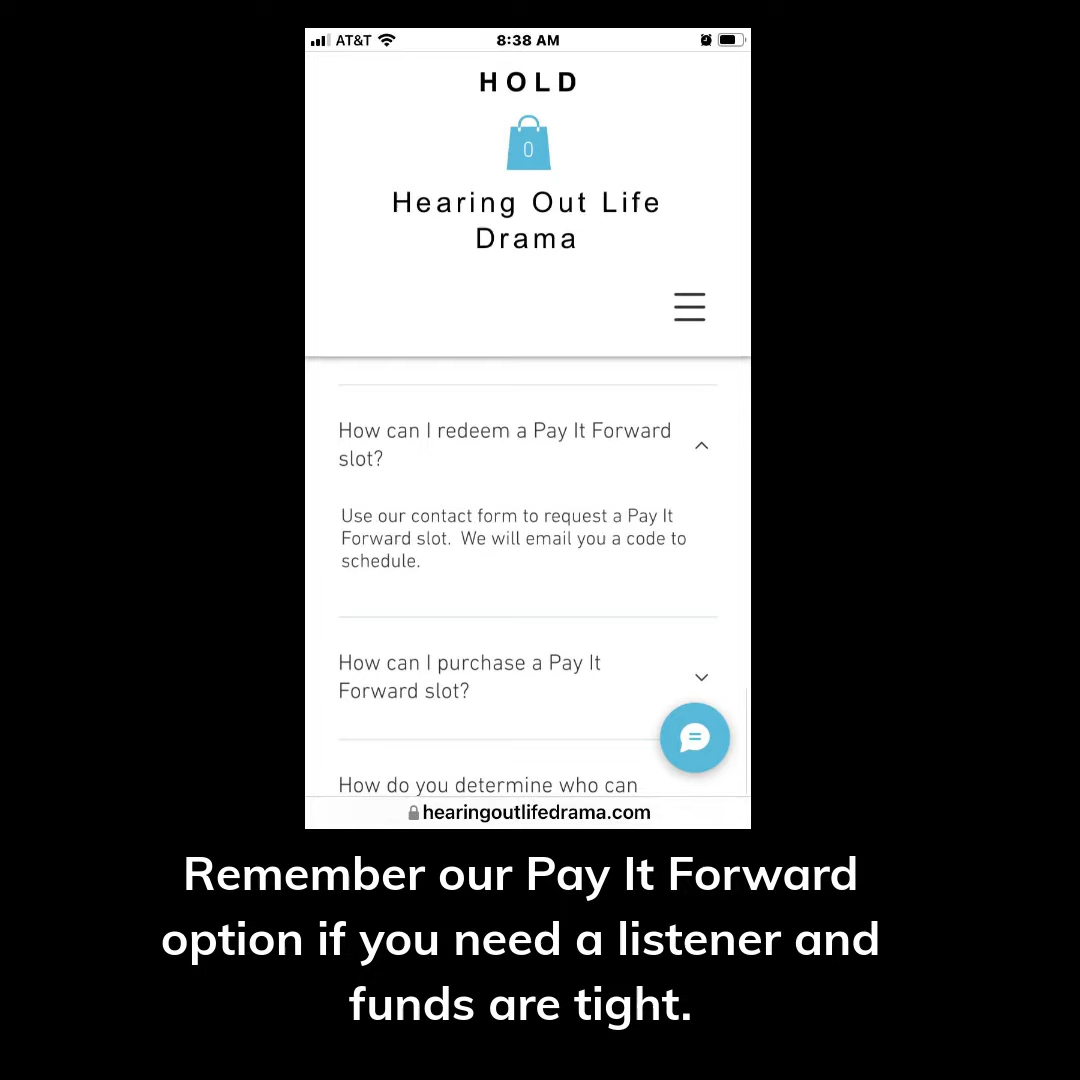 AT&T 8:38 AM
HOLD
0
Hearing Out Life
Drama
How can I redeem a Pay It Forward
slot?
Use our contact form to request a Pay It
Forward slot. We will email you a code to
schedule.
How can I purchase a Pay It
Forward slot?
How do you determine who can
hearingoutlifedrama.com
Remember our Pay It Forward
option if you need a listener and
funds are tight.